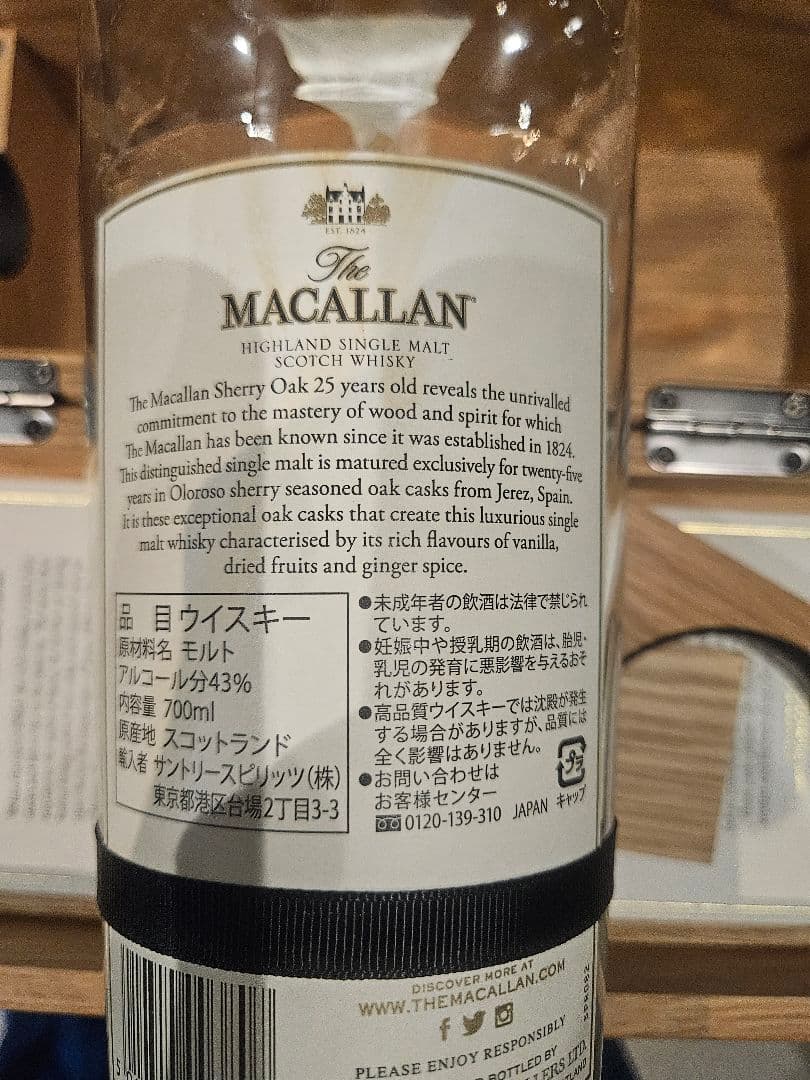 EST. 1824
The
MACALLAN
HIGHLAND SINGLE MALT
SCOTCH WHISKY
The Macallan Sherry Oak 25 years old reveals the unrivalled
commitment to the mastery of wood and spirit for which
The Macallan has been known since it was established in 1824.
This distinguished single malt is matured exclusively for twenty-five
years in Oloroso sherry seasoned oak casks from Jerez, Spain.
It is these exceptional oak casks that create this luxurious single
malt whisky characterised by its rich flavours of vanilla,
dried fruits and ginger spice.
品 目 ウイスキー
原材料名 モルト
アルコール分43%
内容量 700ml
原産地 スコットランド
輸入者 サントリースピリッツ(株)
東京都港区台場2丁目3-3
●未成年者の飲酒は法律で禁じられ
ています。
●妊娠中や授乳期の飲酒は、胎児・
乳児の発育に悪影響を与えるおそ
れがあります。
●高品質ウイスキーでは沈殿が発生
する場合がありますが、品質には
全く影響はありません。
●お問い合わせは
お客様センター
0120-139-310 JAPAN
プラ
キャップ
DISCOVER MORE AT
WWW.THEMACALLAN.COM
PLEASE ENJOY RESPONSIBLY
BOTTLED BY
LTD.